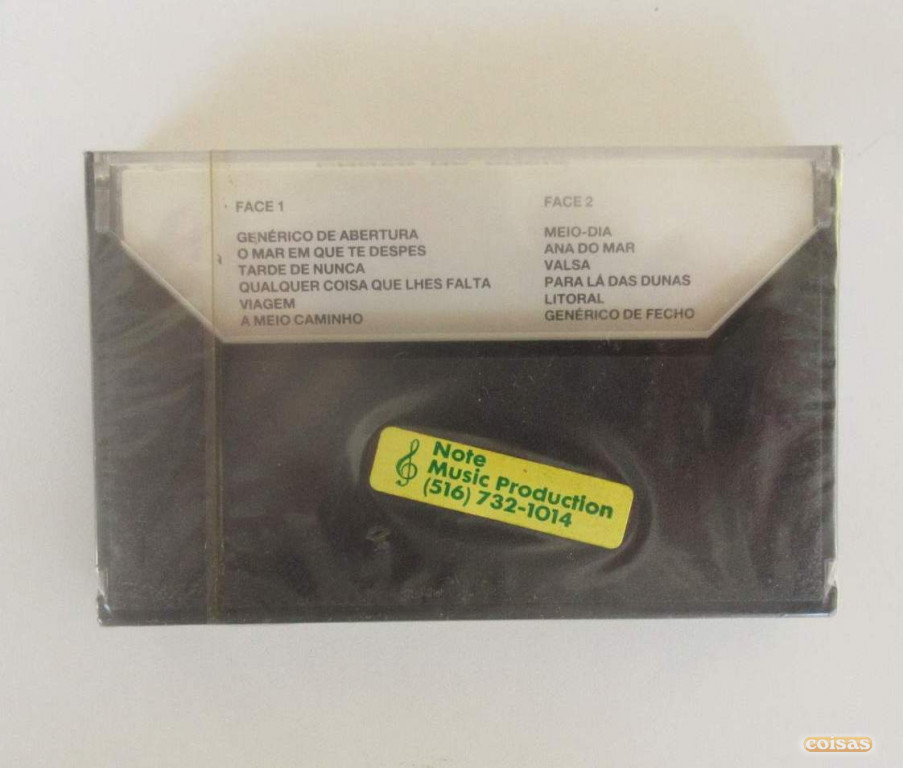 FACE 1
GENÉRICO DE ABERTURA
O MAR EM QUE TE DESPES
TARDE DE NUNCA
QUALQUER COISA QUE LHES FALTA
VIAGEM
A MEIO CAMINHO
FACE 2
MEIO-DIA
ANA DO MAR
VALSA
PARA LÁ DAS DUNAS
LITORAL
GENÉRICO DE FECHO
Note
Music Production
(516) 732-1014
coisas